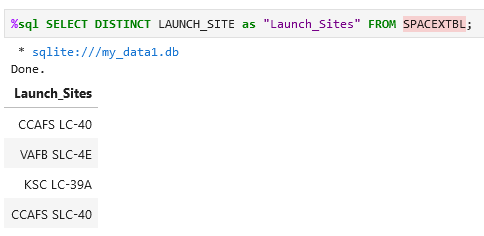 %sql SELECT DISTINCT LAUNCH_SITE as "Launch_Sites" FROM SPACEXTBL;
* sqlite:///my_data1.db
Done.
Launch_Sites
CCAFS LC-40
VAFB SLC-4E
KSC LC-39A
CCAFS SLC-40